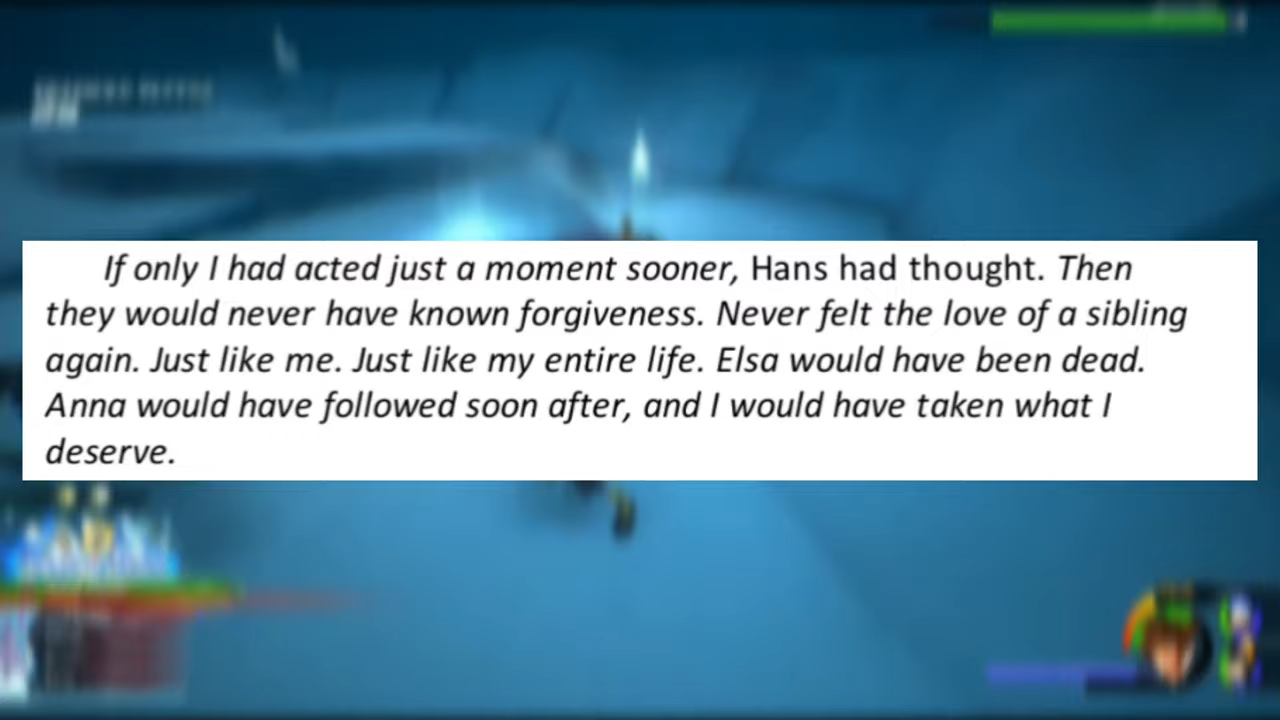 If only I had acted just a moment sooner, Hans had thought. Then
they would never have known forgiveness. Never felt the love of a sibling
again. Just like me. Just like my entire life. Elsa would have been dead.
Anna would have followed soon after, and I would have taken what I
deserve.